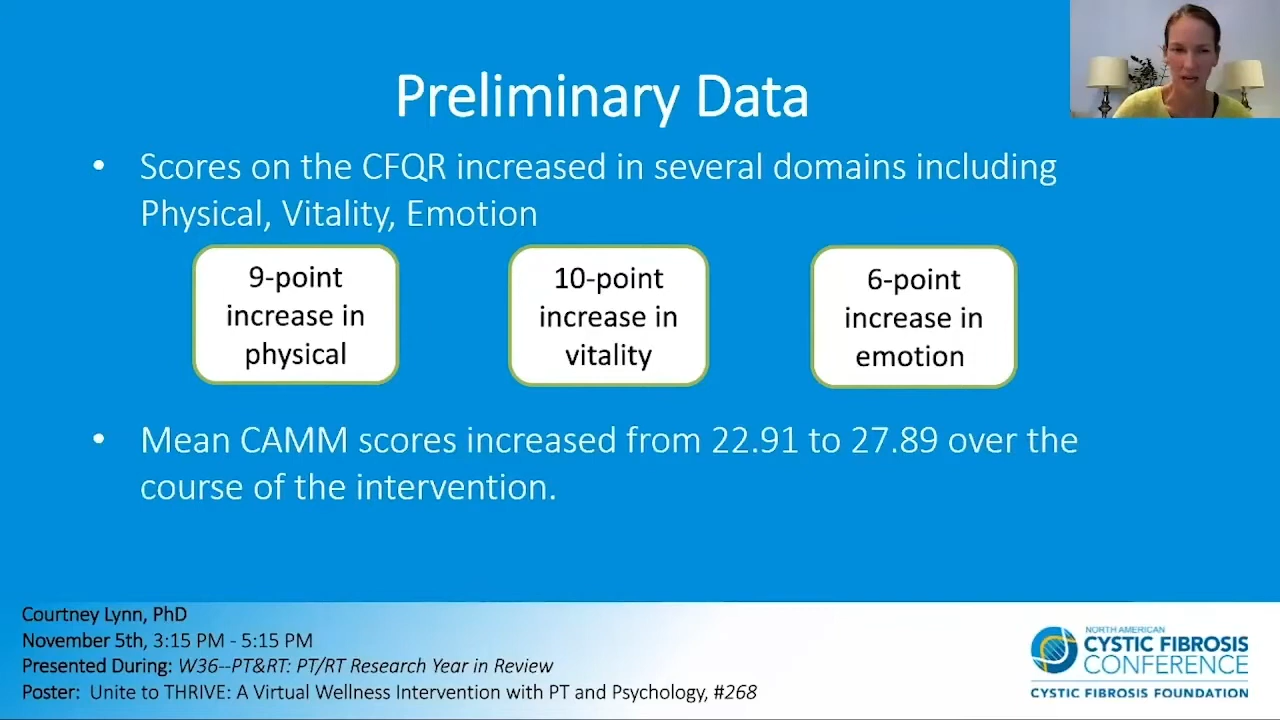 Preliminary Data
• Scores on the CFQR increased in several domains including
Physical, Vitality, Emotion
9-point
increase in
physical
10-point
increase in
vitality
6-point
increase in
emotion
• Mean CAMM scores increased from 22.91 to 27.89 over the
course of the intervention.
Courtney Lynn, PhD
November 5th, 3:15 PM - 5:15 PM
Presented During: W36--PT&RT: PT/RT Research Year in Review
Poster: Unite to THRIVE: A Virtual Wellness Intervention with PT and Psychology, #268
NORTH AMERICAN
CYSTIC FIBROSIS
CONFERENCE
CYSTIC FIBROSIS FOUNDATION